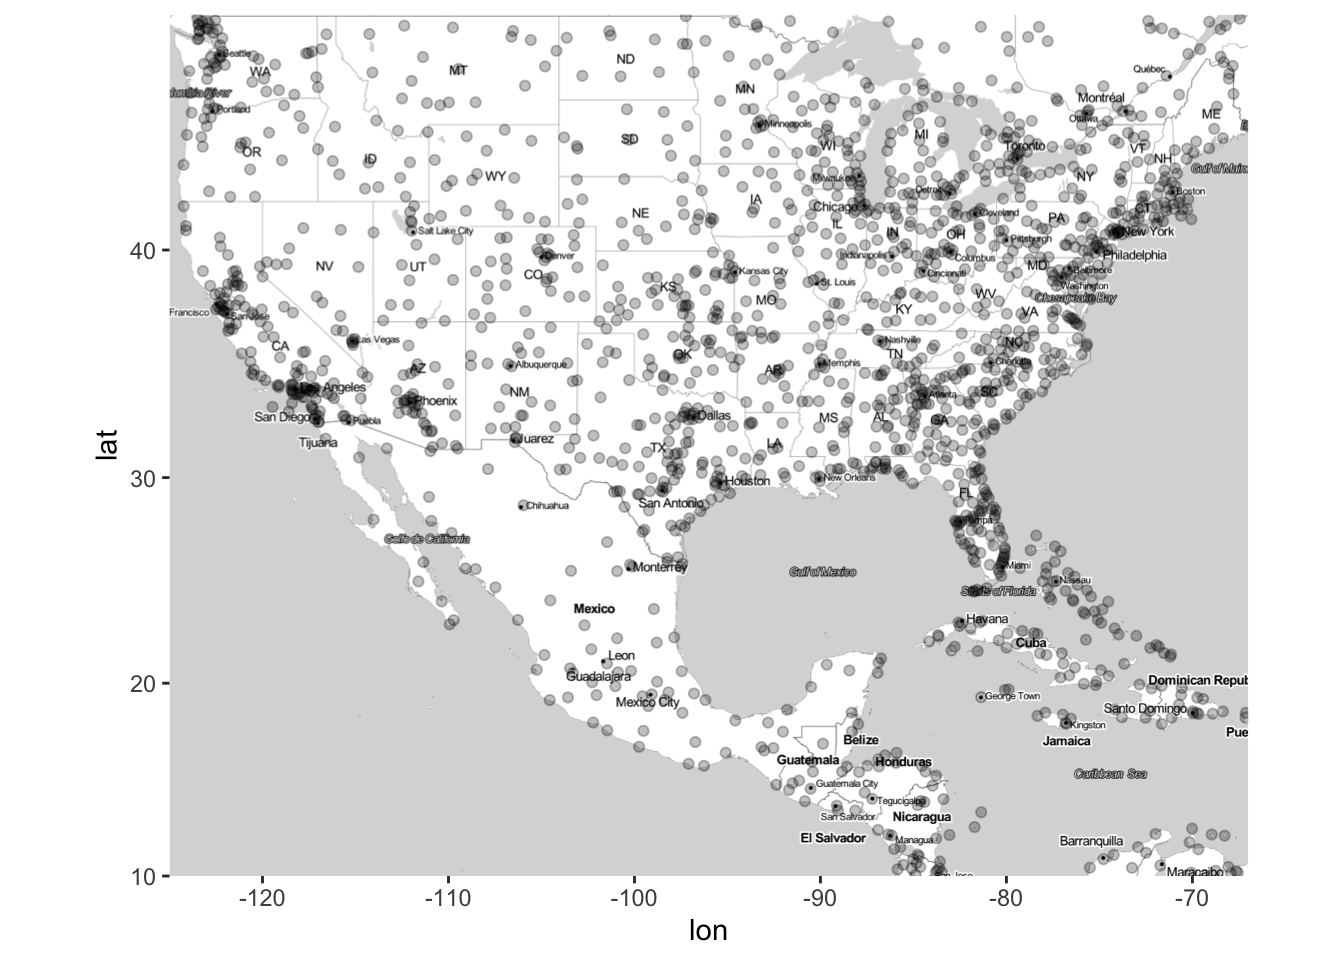 Seattle
WA
MT
ND
MN
Québec
Portland
Minneapolis
Montréal
Ottawa
ME
OR
ID
SD
WI
MI
Toronto
VT
NH
Gulf of Maine
WY
Milwaukee
Detroit
NY
Boston
NE
IA
Chicago
Cleveland
PA
CT
IL
IN
OH
Pittsburgh
New York
Salt Lake City
40
NV
UT
CO
Denver
Kansas City
Indianapolis
Columbus
Cincinnati
MD
Philadelphia
Baltimore
Washington
KS
MO
St. Louis
WV
Chesapeake Bay
Francisco
San Jose
KY
VA
CA
Las Vegas
Nashville
NC
OK
TN
AZ
Albuquerque
AR
Memphis
Charlotte
Los Angeles
NM
Atlanta
SC
Phoenix
San Diego
Puebla
Dallas
MS
AL
GA
Tijuana
Juarez
TX
LA
lat
30
Houston
New Orleans
FL
San Antonio
Chihuahua
Tampa
Golfo de California
Monterrey
Gulf of Mexico
Miami
Nassau
Straits of Florida
Mexico
Havana
Cuba
Leon
Guadalajara
20
Dominican Repub
Mexico City
George Town
Santo Domingo
Kingston
Pue
Belize
Jamaica
Guatemala
Honduras
Caribbean Sea
Guatemala City
Tegucigalpa
San Salvador
Nicaragua
El Salvador
Managua
Barranquilla
10
San Jose
Maracaibo
-120
-110
-100
-90
-80
-70
lon